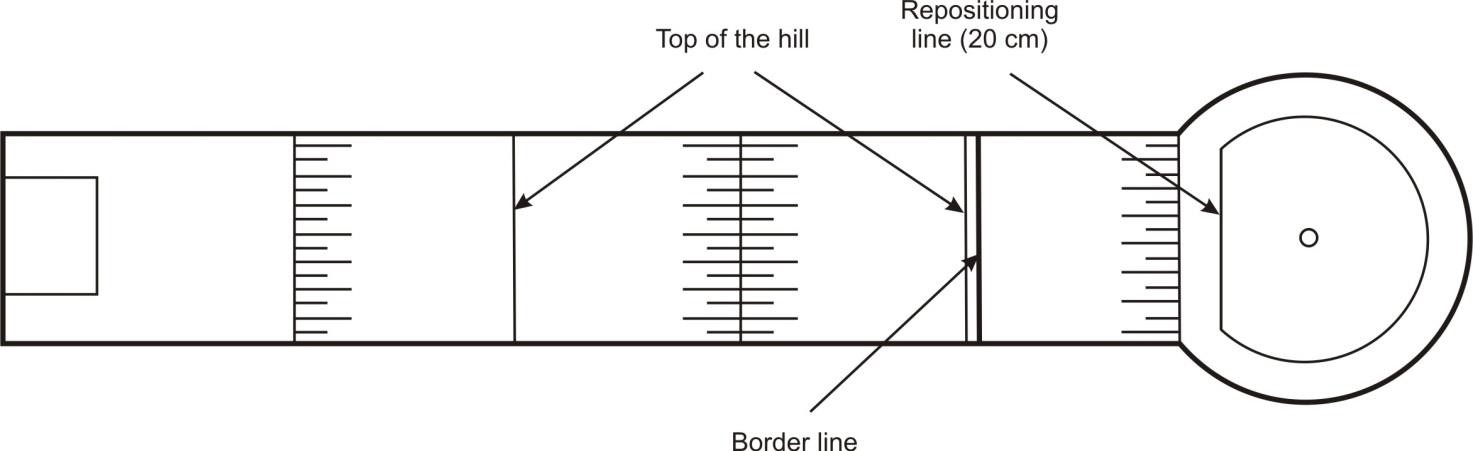 Repositioning
line (20 cm)
Top of the hill
Border line